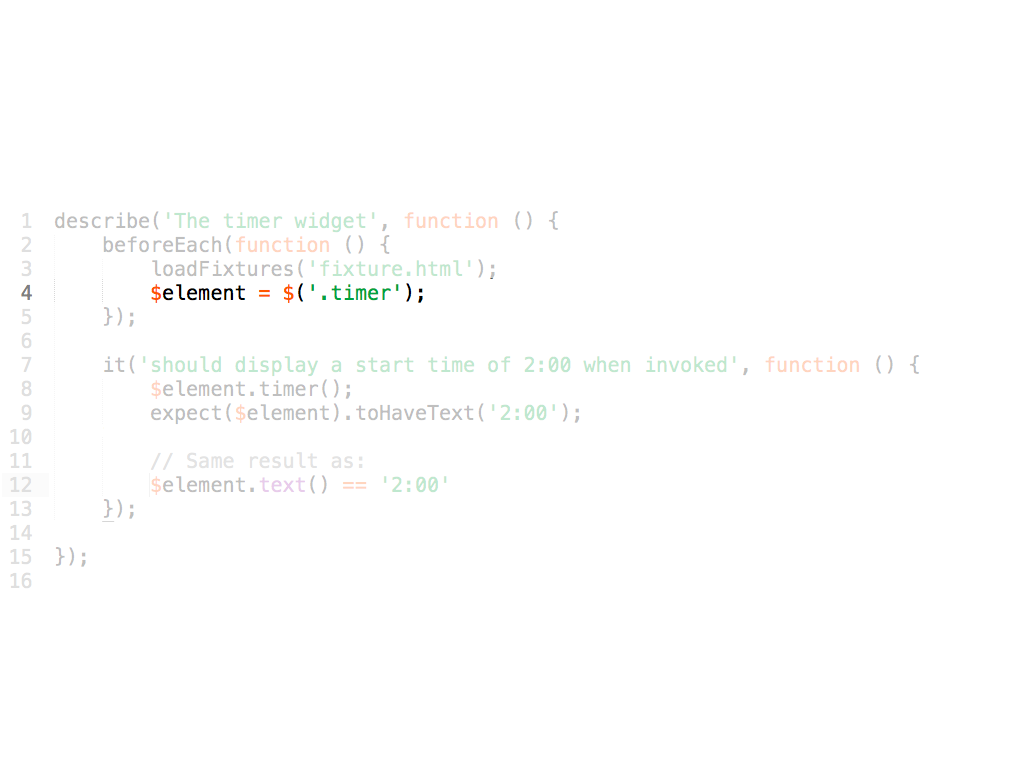 1 describe('The timer widget', function () {
2     beforeEach(function () {
3         loadFixtures('fixture.html');
4         $element = $('.timer');
5     });
6
7     it('should display a start time of 2:00 when invoked', function () {
8         $element.timer();
9         expect($element).toHaveText('2:00');
10
11         // Same result as:
12         $element.text() == '2:00'
13     });
14
15 });
16